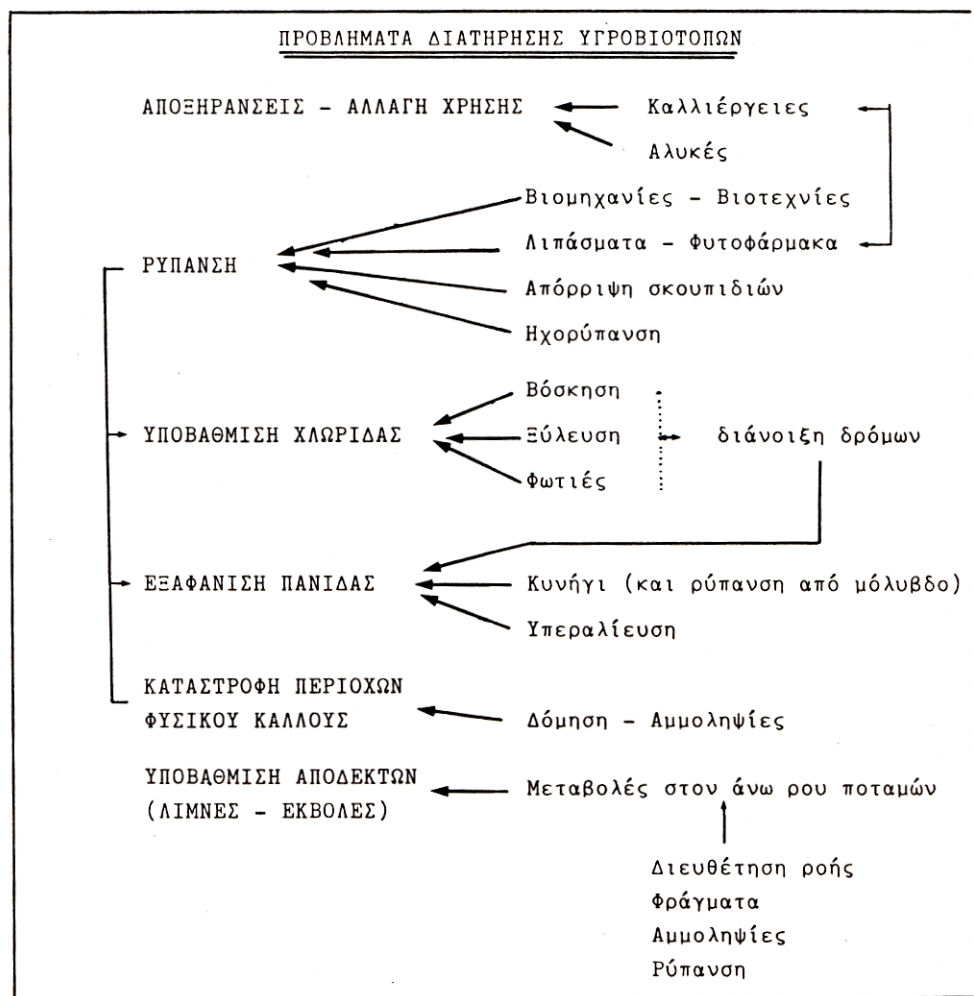 ΠΡΟΒΛΗΜΑΤΑ ΔΙΑΤΗΡΗΣΗΣ ΥΓΡΟΒΙΟΤΟΠΩΝ
ΑΠΟΞΗΡΑΝΣΕΙΣ - ΑΛΛΑΓΗ ΧΡΗΣΗΣ
Καλλιέργειες
Αλυκές
ΡΥΠΑΝΣΗ
Βιομηχανίες - Βιοτεχνίες
Λιπάσματα - Φυτοφάρμακα
Απόρριψη σκουπιδιών
Ηχορύπανση
ΥΠΟΒΑΘΜΙΣΗ ΧΛΩΡΙΔΑΣ
Βόσκηση
Ξύλευση
Φωτιές
διάνοιξη δρόμων
ΕΞΑΦΑΝΙΣΗ ΠΑΝΙΔΑΣ
Κυνήγι (και ρύπανση από μόλυβδο)
Υπεραλίευση
ΚΑΤΑΣΤΡΟΦΗ ΠΕΡΙΟΧΩΝ
ΦΥΣΙΚΟΥ ΚΑΛΛΟΥΣ
Δόμηση - Αμμοληψίες
ΥΠΟΒΑΘΜΙΣΗ ΑΠΟΔΕΚΤΩΝ
(ΛΙΜΝΕΣ - ΕΚΒΟΛΕΣ)
Μεταβολές στον άνω ρου ποταμών
Διευθέτηση ροής
Φράγματα
Αμμοληψίες
Ρύπανση